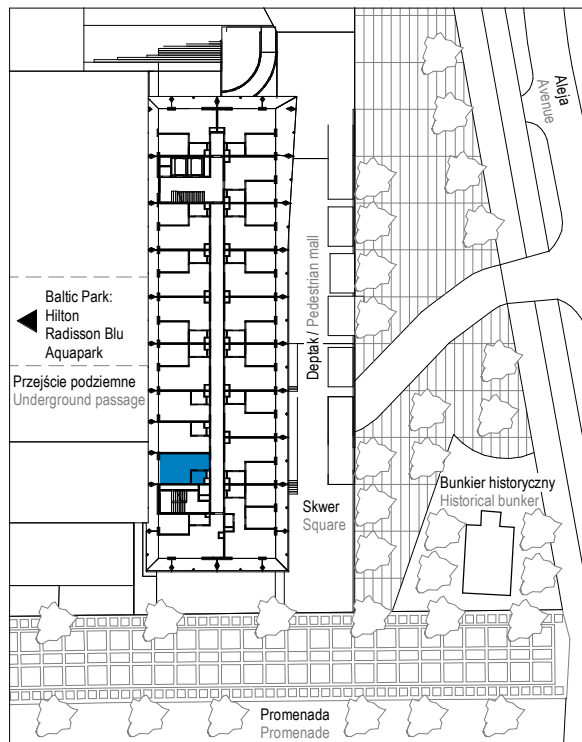 Aleja
Avenue
Baltic Park:
Hilton
Radisson Blu
Aquapark
Przejście podziemne
Underground passage
Deptak / Pedestrian mall
Skwer
Square
Bunkier historyczny
Historical bunker
Promenada
Promenade